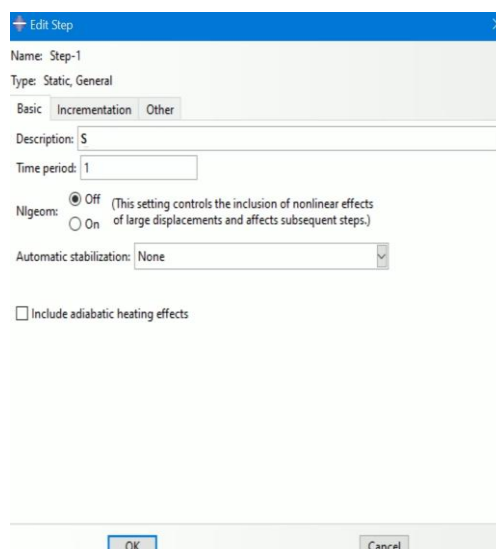 Edit Step
Name: Step-1
Type: Static, General
Basic Incrementation Other
Description: S
Time period: 1
Nlgeom: Off (This setting controls the inclusion of nonlinear effects
On of large displacements and affects subsequent steps.)
Automatic stabilization: None
Include adiabatic heating effects
OK Cancel